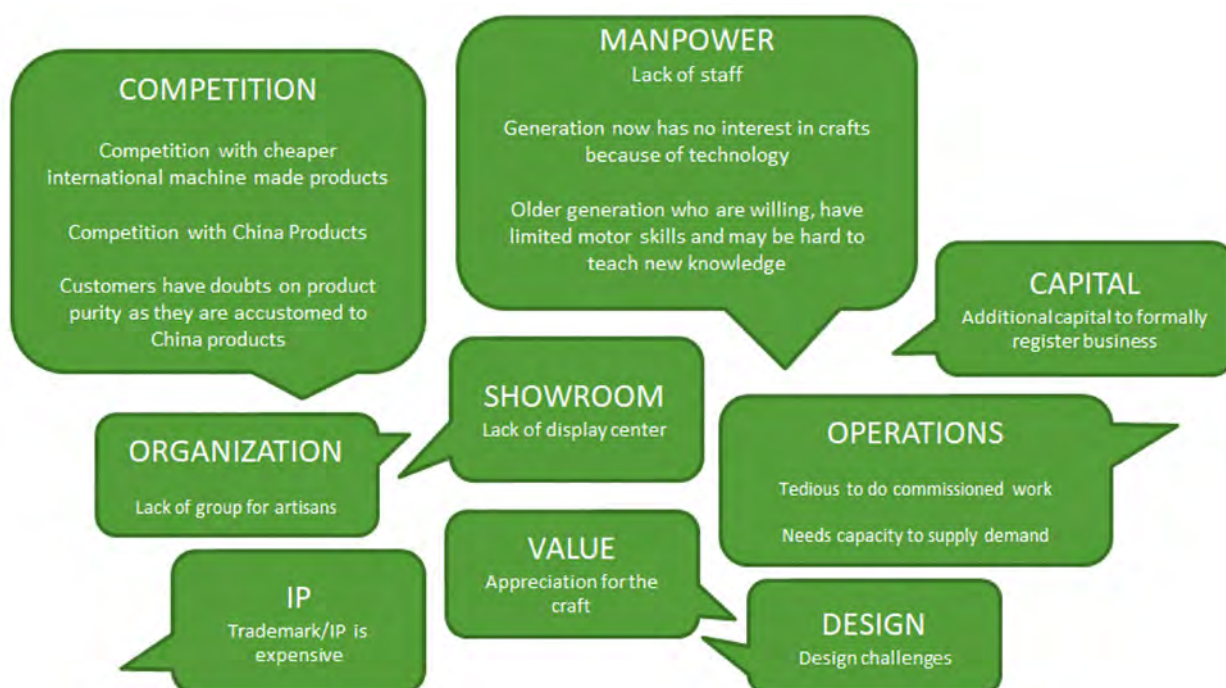 COMPETITION
Competition with cheaper
international machine made products
Competition with China Products
Customers have doubts on product
purity as they are accustomed to
China products
MANPOWER
Lack of staff
Generation now has no interest in crafts
because of technology
Older generation who are willing, have
limited motor skills and may be hard to
teach new knowledge
CAPITAL
Additional capital to formally
register business
ORGANIZATION
Lack of group for artisans
SHOWROOM
Lack of display center
OPERATIONS
Tedious to do commissioned work
Needs capacity to supply demand
IP
Trademark/IP is
expensive
VALUE
Appreciation for the
craft
DESIGN
Design challenges